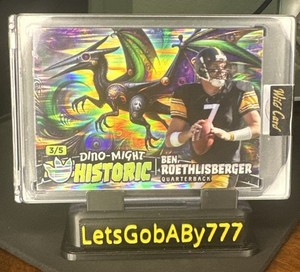 Wild Card
7
3/5
DINO-MIGHT
HISTORIC
BEN
ROETHLISBERGER
QUARTERBACK
LetsGobABy777